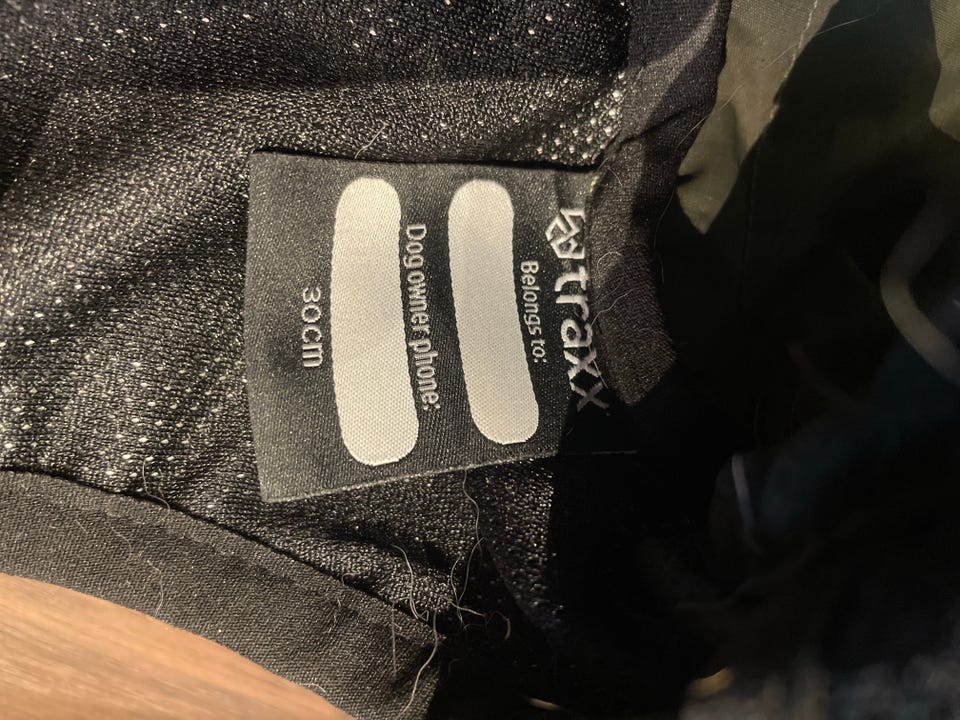 traxx
Belongs to:
Dog owner phone:
30cm